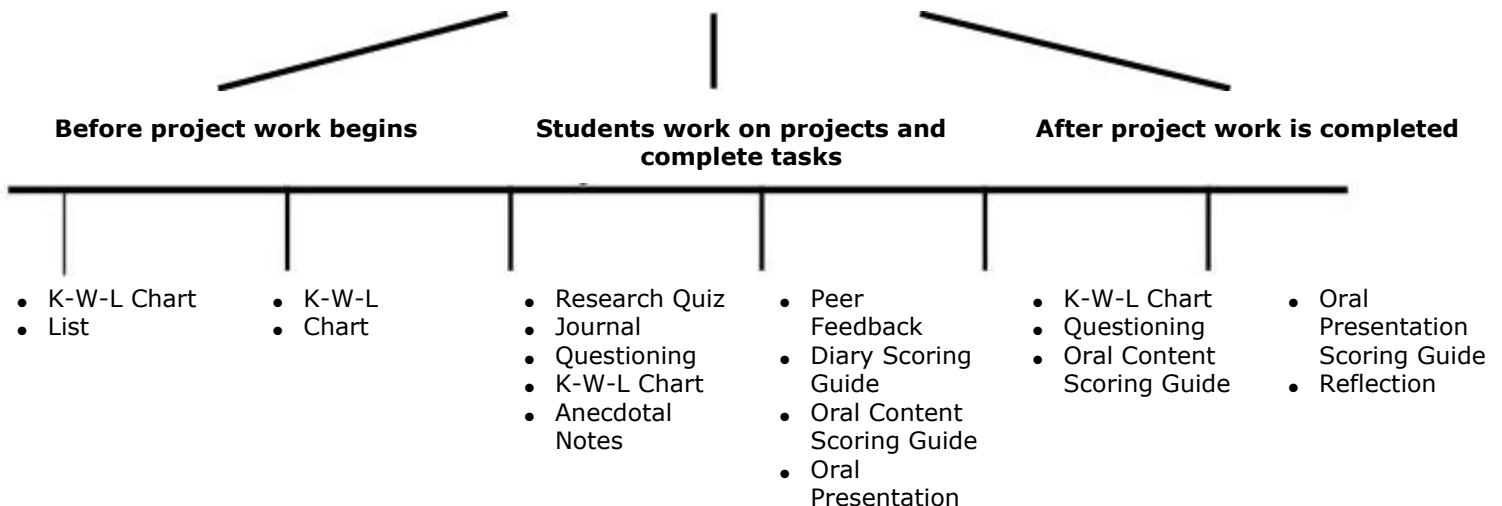 Before project work begins
Students work on projects and
complete tasks
After project work is completed
• K-W-L Chart
• List
• K-W-L
• Chart
• Research Quiz
• Journal
• Questioning
• K-W-L Chart
• Anecdotal
Notes
• Peer
Feedback
• Diary Scoring
Guide
• Oral Content
Scoring Guide
• Oral
Presentation
• K-W-L Chart
• Questioning
• Oral Content
Scoring Guide
• Oral
Presentation
Scoring Guide
• Reflection